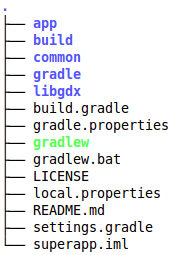 .
├── app
├── build
├── common
├── gradle
├── libgdx
├── build.gradle
├── gradle.properties
├── gradlew
├── gradlew.bat
├── LICENSE
├── local.properties
├── README.md
├── settings.gradle
└── superapp.iml